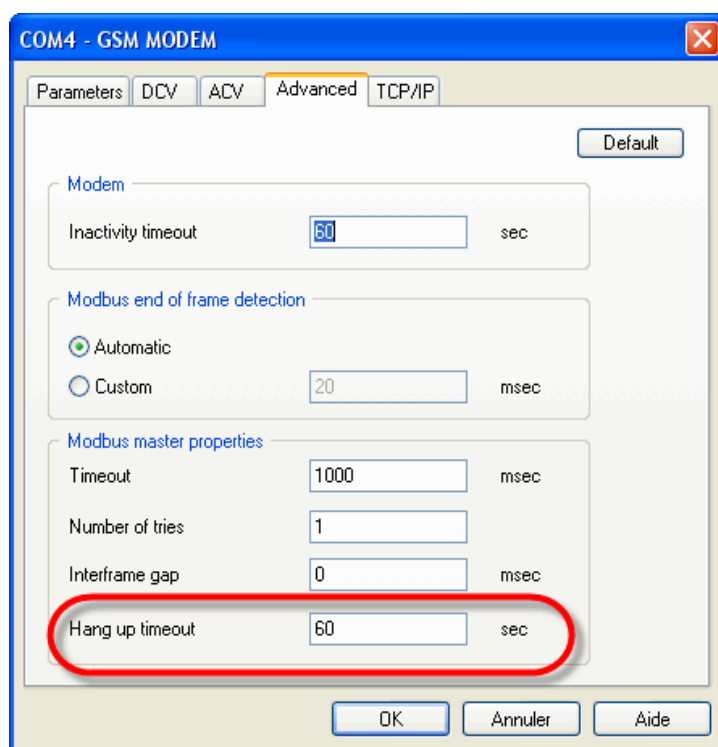 COM4 - GSM MODEM
Parameters DCV ACV Advanced TCP/IP
Default
Modem
Inactivity timeout 60 sec
Modbus end of frame detection
Automatic
Custom 20 msec
Modbus master properties
Timeout 1000 msec
Number of tries 1
Interframe gap 0 msec
Hang up timeout 60 sec
OK Annuler Aide